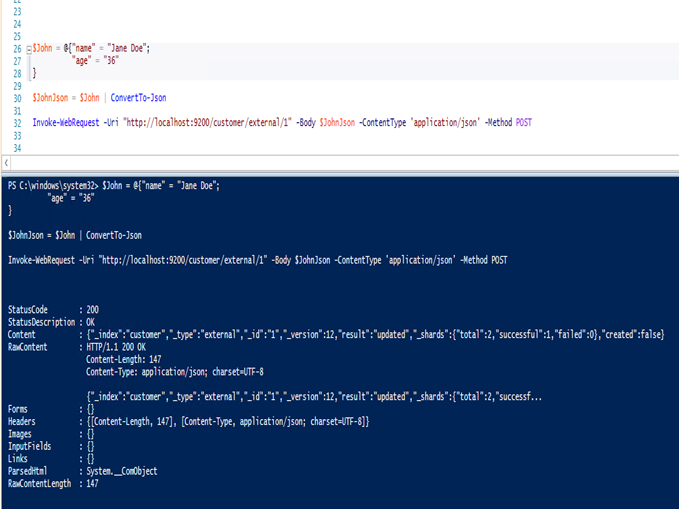 22
23
24
25
26 $John = @{"name" = "Jane Doe";
27 "age" = "36"
28 }
29
30 $JohnJson = $John | ConvertTo-Json
31
32 Invoke-WebRequest -Uri "http://localhost:9200/customer/external/1" -Body $JohnJson -ContentType 'application/json' -Method POST
33
34
PS C:\windows\system32> $John = @{"name" = "Jane Doe";
"age" = "36"
}
$JohnJson = $John | ConvertTo-Json
Invoke-WebRequest -Uri "http://localhost:9200/customer/external/1" -Body $JohnJson -ContentType 'application/json' -Method POST
StatusCode : 200
StatusDescription : OK
Content : {"_index":"customer","_type":"external","_id":"1","_version":12,"result":"updated","_shards":{"total":2,"successful":1,"failed":0},"created":false}
RawContent : HTTP/1.1 200 OK
Content-Length: 147
Content-Type: application/json; charset=UTF-8
{"_index":"customer","_type":"external","_id":"1","_version":12,"result":"updated","_shards":{"total":2,"successf...
Forms : {}
Headers : {[Content-Length, 147], [Content-Type, application/json; charset=UTF-8]}
Images : {}
InputFields : {}
Links : {}
ParsedHtml : System.__ComObject
RawContentLength : 147